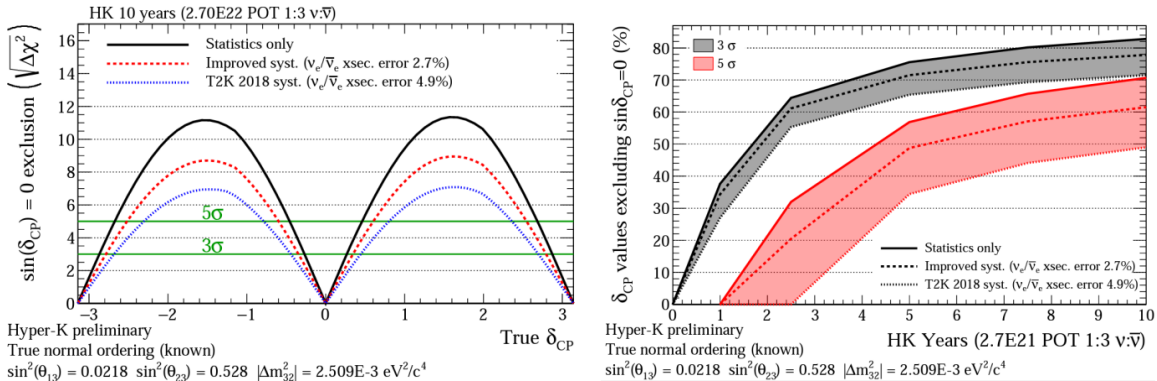 HK 10 years (2.70E22 POT 1:3 ν:ν̅)
sin(δCP) = 0 exclusion (√Δχ²)
16
14
12
10
8
6
4
2
0
Statistics only
Improved syst. (νe/ν̅e xsec. error 2.7%)
T2K 2018 syst. (νe/ν̅e xsec. error 4.9%)
5σ
3σ
−3 −2 −1 0 1 2 3
True δCP
Hyper-K preliminary
True normal ordering (known)
sin²(θ13) = 0.0218 sin²(θ23) = 0.528 |Δm²32| = 2.509E-3 eV²/c⁴
δCP values excluding sinδCP=0 (%)
80
70
60
50
40
30
20
10
0
3 σ
5 σ
Statistics only
Improved syst. (νe/ν̅e xsec. error 2.7%)
T2K 2018 syst. (νe/ν̅e xsec. error 4.9%)
0 1 2 3 4 5 6 7 8 9 10
HK Years (2.7E21 POT 1:3 ν:ν̅)
Hyper-K preliminary
True normal ordering (known)
sin²(θ13) = 0.0218 sin²(θ23) = 0.528 |Δm²32| = 2.509E-3 eV²/c⁴